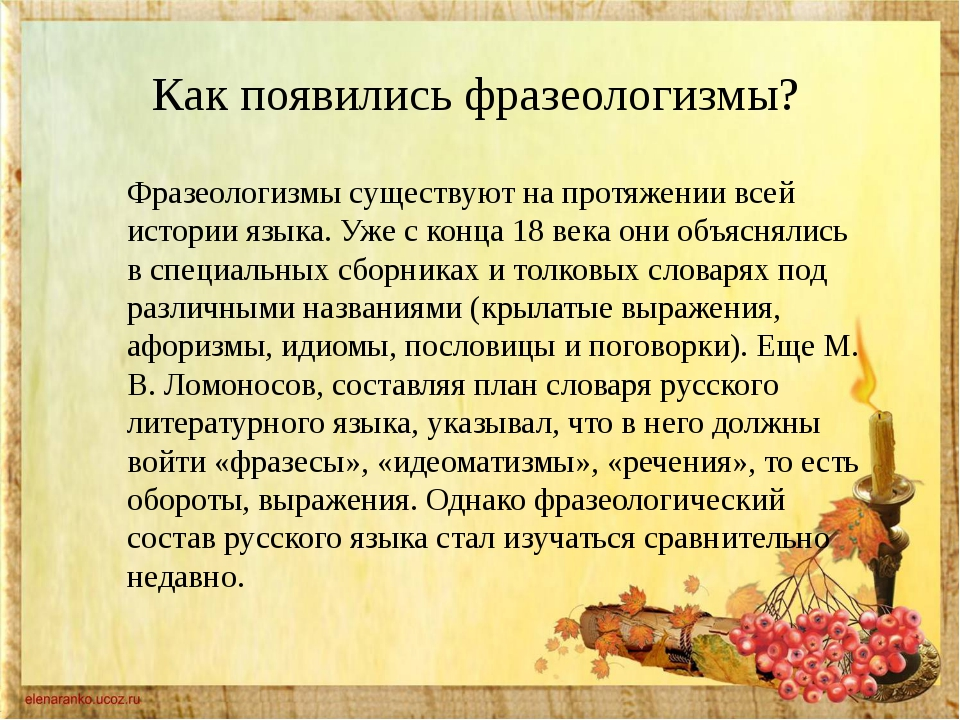 Как появились фразеологизмы?
Фразеологизмы существуют на протяжении всей
истории языка. Уже с конца 18 века они объяснялись
в специальных сборниках и толковых словарях под
различными названиями (крылатые выражения,
афоризмы, идиомы, пословицы и поговорки). Еще М.
В. Ломоносов, составляя план словаря русского
литературного языка, указывал, что в него должны
войти «фразесы», «идеоматизмы», «речения», то есть
обороты, выражения. Однако фразеологический
состав русского языка стал изучаться сравнительно
недавно.
elenaranko.ucoz.ru